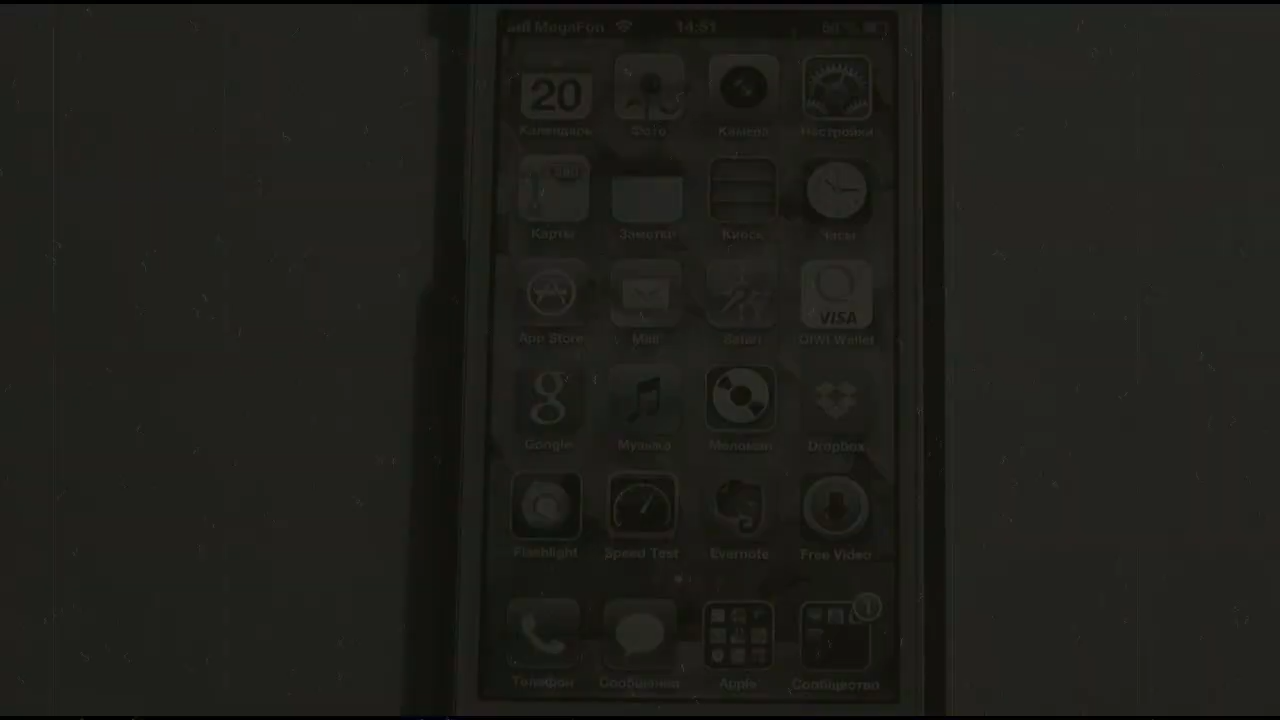 MegaFon 14:51
20
Календарь Фото Камера Настройки
Карты Заметки Киоск Часы
VISA
App Store Mail Safari QIWI Wallet
g
Google Музыка Меломан Dropbox
Flashlight Speed Test Evernote Free Video
1
Телефон Сообщения Apple Сообщество